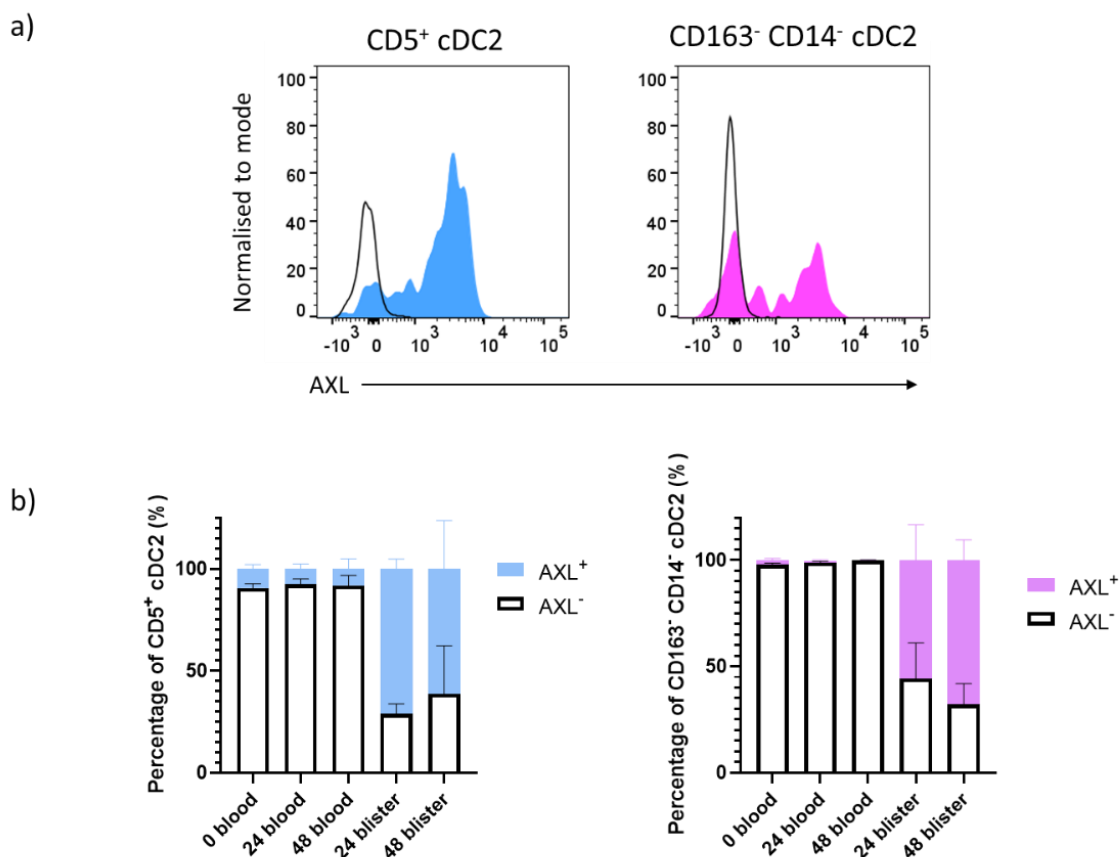 a)
CD5⁺ cDC2
CD163⁻ CD14⁻ cDC2
Normalised to mode
100
80
60
40
20
0
-10³ 0 10³ 10⁴ 10⁵
100
80
60
40
20
0
-10³ 0 10³ 10⁴ 10⁵
AXL
b)
Percentage of CD5⁺ cDC2 (%)
100
50
0
0 blood
24 blood
48 blood
24 blister
48 blister
AXL⁺
AXL⁻
Percentage of CD163⁻ CD14⁻ cDC2 (%)
100
50
0
0 blood
24 blood
48 blood
24 blister
48 blister
AXL⁺
AXL⁻